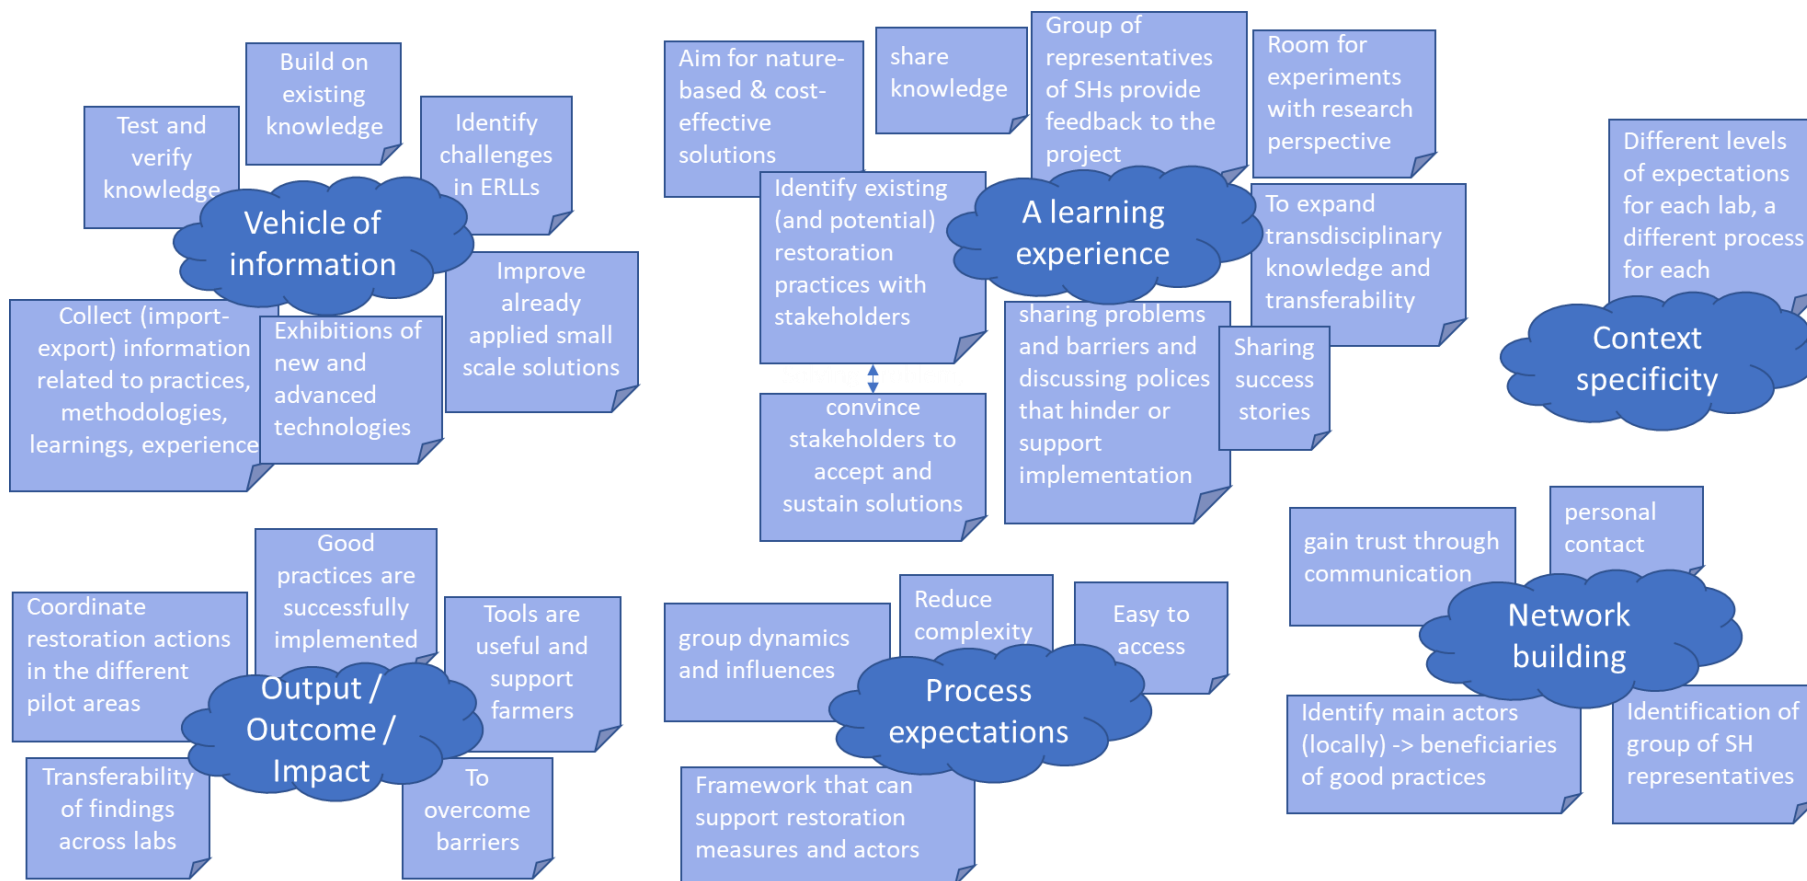 Build on
existing
knowledge
Test and
verify
knowledge
Identify
challenges
in ERLLs
Vehicle of
information
Improve
already
applied small
scale solutions
Collect (import-
export) information
related to practices,
methodologies,
learnings, experience
Exhibitions of
new and
advanced
technologies
Aim for nature-
based & cost-
effective
solutions
share
knowledge
Group of
representatives
of SHs provide
feedback to the
project
Room for
experiments
with research
perspective
Identify existing
(and potential)
restoration
practices with
stakeholders
A learning
experience
To expand
transdisciplinary
knowledge and
transferability
convince
stakeholders to
accept and
sustain solutions
sharing problems
and barriers and
discussing polices
that hinder or
support
implementation
Sharing
success
stories
Different levels
of expectations
for each lab, a
different process
for each
Context
specificity
Good
practices are
successfully
implemented
Coordinate
restoration actions
in the different
pilot areas
Tools are
useful and
support
farmers
Output /
Outcome /
Impact
Transferability
of findings
across labs
To
overcome
barriers
group dynamics
and influences
Reduce
complexity
Easy to
access
Process
expectations
Framework that can
support restoration
measures and actors
gain trust through
communication
personal
contact
Network
building
Identify main actors
(locally) -> beneficiaries
of good practices
Identification of
group of SH
representatives